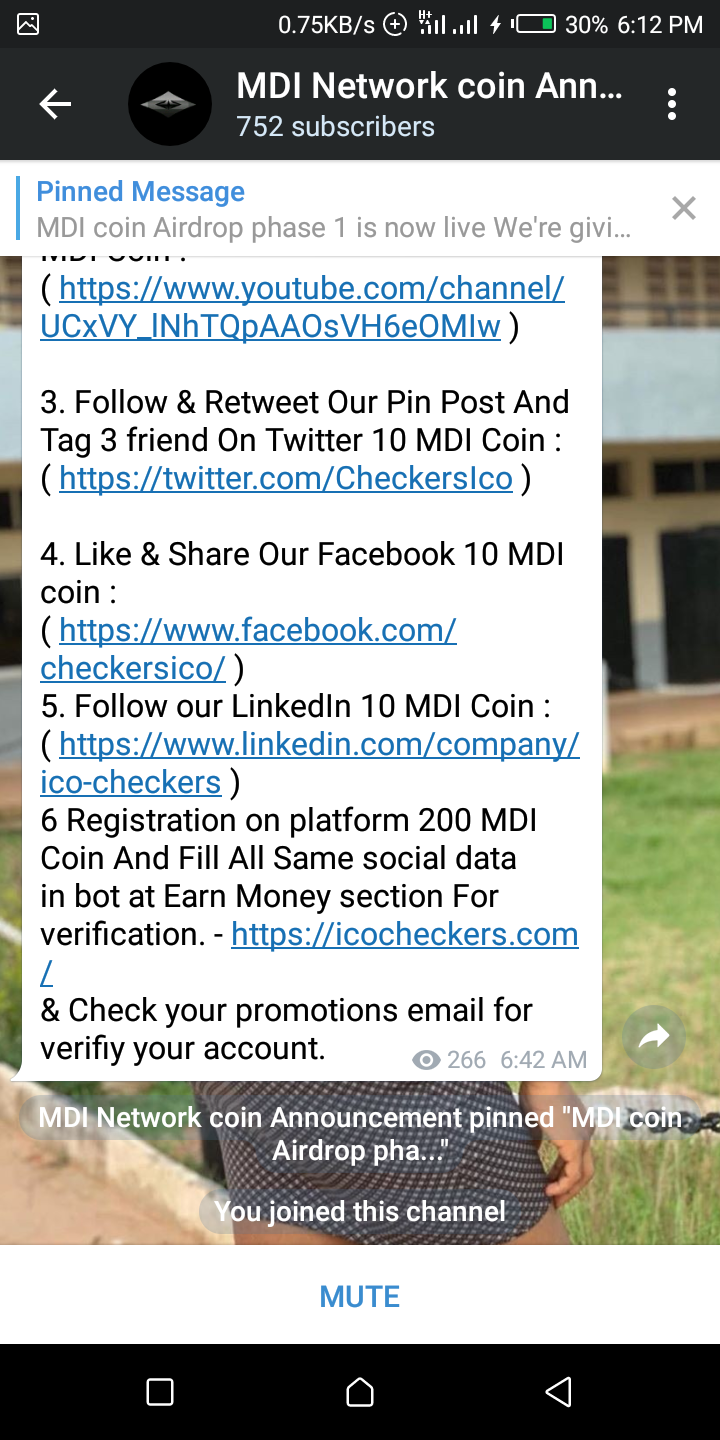 0.75KB/s H+ 30% 6:12 PM
MDI Network coin Ann...
752 subscribers
Pinned Message
MDI coin Airdrop phase 1 is now live We're givi...
MDI Coin :
( https://www.youtube.com/channel/
UCxVY_lNhTQpAAOsVH6eOMIw )
3. Follow & Retweet Our Pin Post And
Tag 3 friend On Twitter 10 MDI Coin :
( https://twitter.com/CheckersIco )
4. Like & Share Our Facebook 10 MDI
coin :
( https://www.facebook.com/
checkersico/ )
5. Follow our LinkedIn 10 MDI Coin :
( https://www.linkedin.com/company/
ico-checkers )
6 Registration on platform 200 MDI
Coin And Fill All Same social data
in bot at Earn Money section For
verification. - https://icocheckers.com
/
& Check your promotions email for
verifiy your account.
266 6:42 AM
MDI Network coin Announcement pinned "MDI coin
Airdrop pha..."
You joined this channel
MUTE